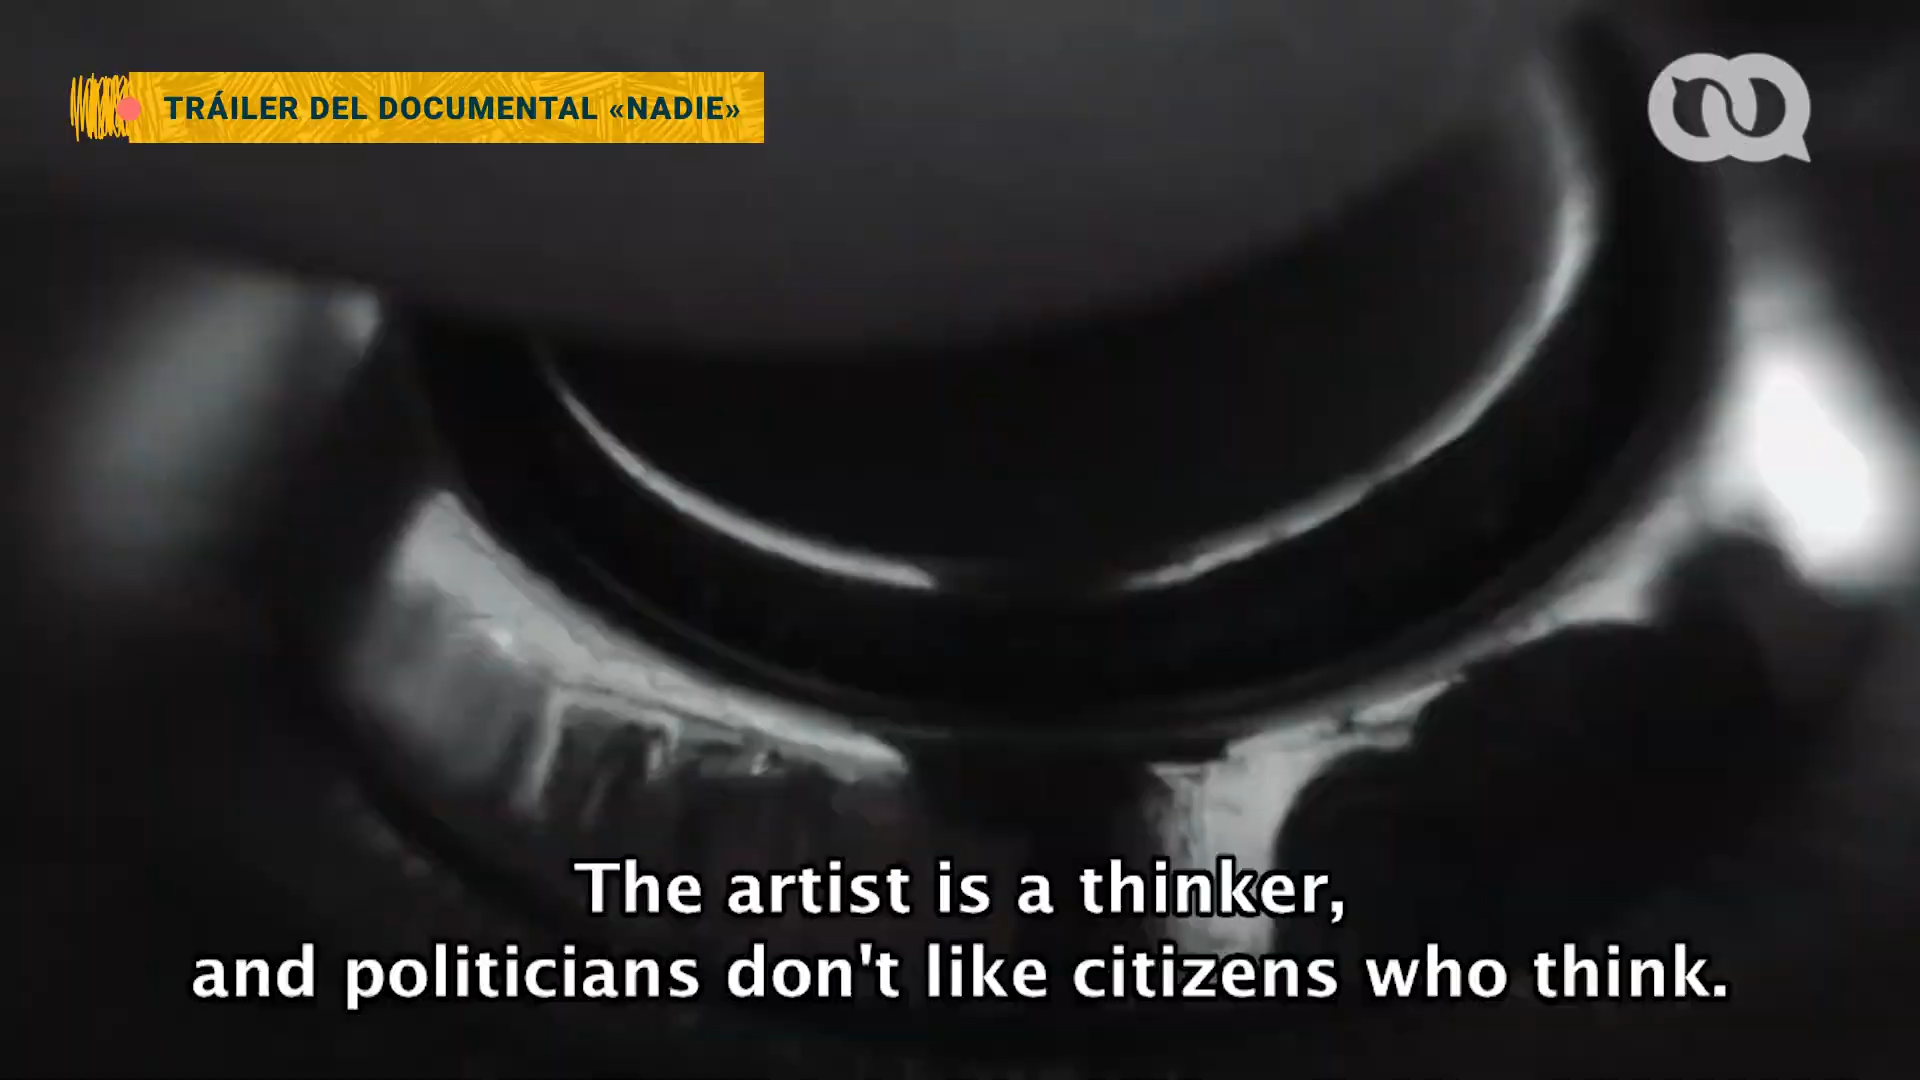 TRÁILER DEL DOCUMENTAL «NADIE»
The artist is a thinker,
and politicians don't like citizens who think.